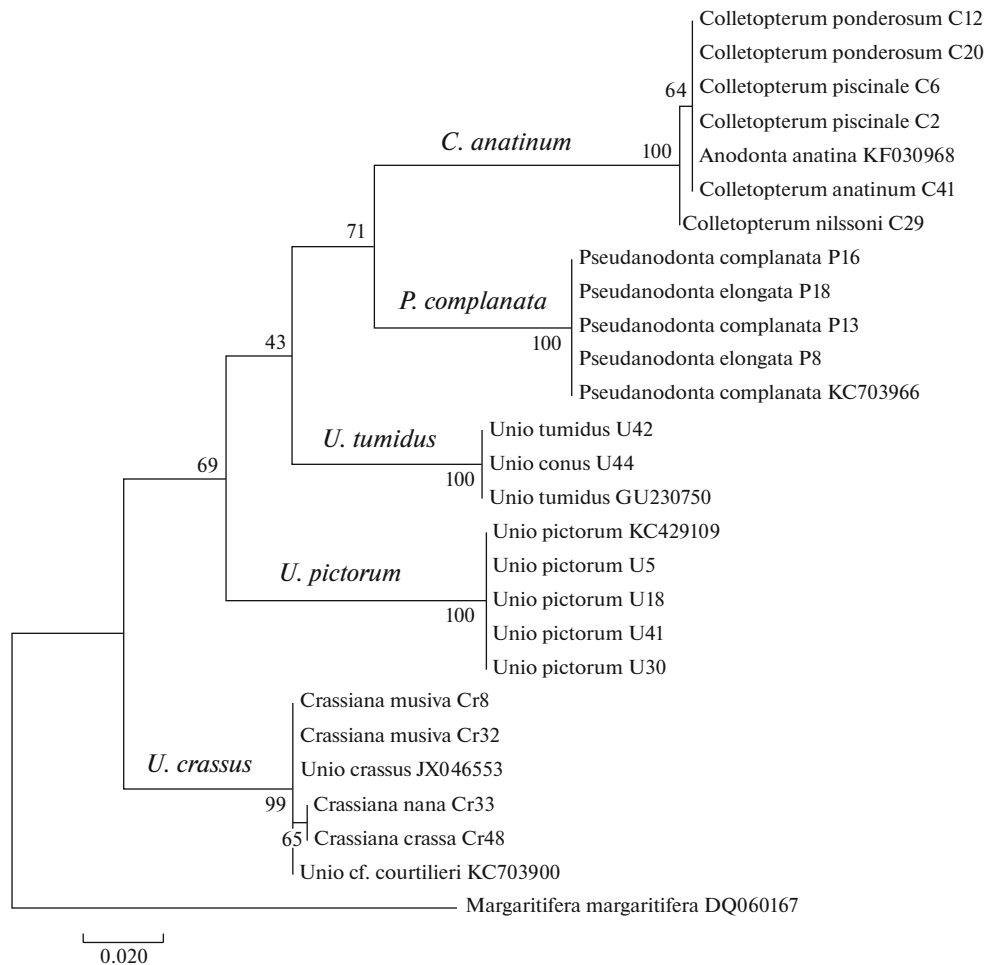 Colletopterum ponderosum C12
Colletopterum ponderosum C20
64
Colletopterum piscinale C6
Colletopterum piscinale C2
C. anatinum
100
Anodonta anatina KF030968
Colletopterum anatinum C41
Colletopterum nilssoni C29
71
Pseudanodonta complanata P16
Pseudanodonta elongata P18
P. complanata
Pseudanodonta complanata P13
100
Pseudanodonta elongata P8
43
Pseudanodonta complanata KC703966
Unio tumidus U42
U. tumidus
Unio conus U44
69
100
Unio tumidus GU230750
Unio pictorum KC429109
Unio pictorum U5
U. pictorum
Unio pictorum U18
100
Unio pictorum U41
Unio pictorum U30
Crassiana musiva Cr8
Crassiana musiva Cr32
U. crassus
Unio crassus JX046553
99
Crassiana nana Cr33
65
Crassiana crassa Cr48
Unio cf. courtilieri KC703900
Margaritifera margaritifera DQ060167
0.020